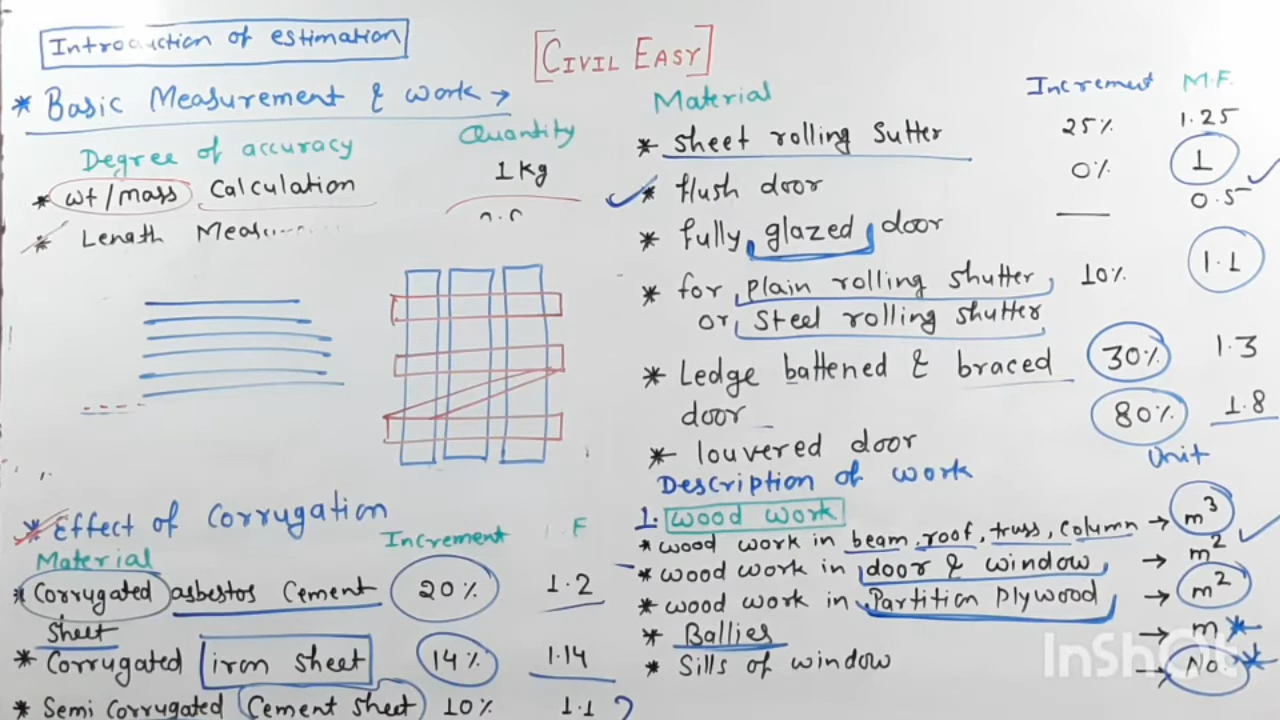 Introduction of estimation
[CIVIL EASY]
* Basic Measurement & work →
Degree of accuracy Quantity
* wt/mass Calculation 1 kg
* Length
* Effect of Corrugation
Material Increment F
* Corrugated asbestos Cement 20% 1.2
Sheet
* Corrugated iron sheet 14% 1.14
* Semi Corrugated Cement Sheet 10% 1.1
Material Increment M.F.
* Sheet rolling Sutter 25% 1.25
* flush door 0% 1
* fully glazed door — 0.5
* for plain rolling shutter 10% 1.1
or steel rolling shutter
* Ledge battened & braced 30% 1.3
door 80% 1.8
* louvered door
Description of work Unit
1. wood work
* wood work in beam, roof, truss, column → m³
* wood work in door & window → m²
* wood work in Partition Plywood → m²
* Ballies → m
* Sills of window → No.
InShot